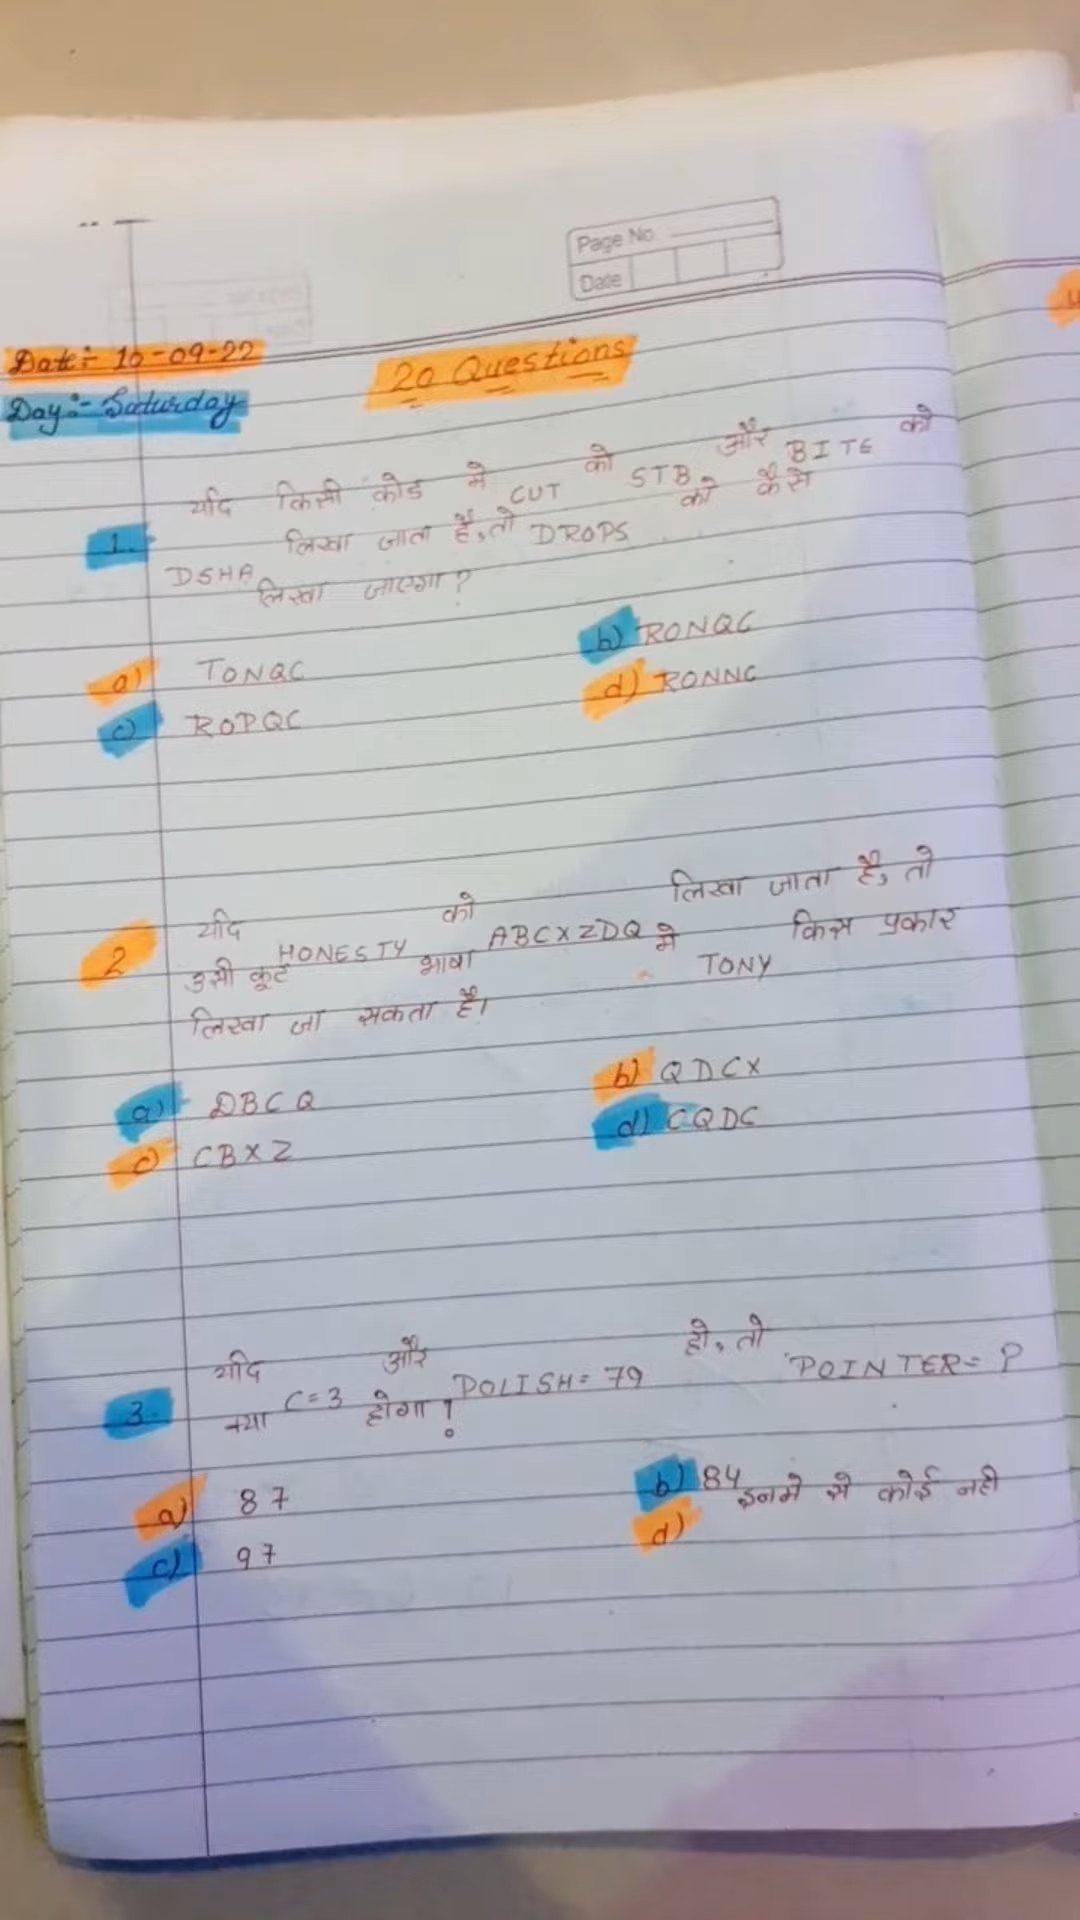 Page No
Date
Date:- 10-09-22
Day:- Saturday
20 Questions
1. यदि किसी कोड मे CUT को STB और BITE को
DSHA लिखा जाता है, तो DROPS को कैसे
लिखा जाएगा ?
a) TONQC b) RONQC
c) ROPQC d) RONNC
2 यदि HONESTY को ABCXZDQ लिखा जाता है, तो
उसी कूट भाषा मे TONY किस प्रकार
लिखा जा सकता है।
a) DBCQ b) QDCX
c) CBXZ d) CQDC
3. यदि C=3 और POLISH= 79 हो, तो POINTER= ?
क्या होगा !
a) 87 b) 84
c) 97 d) इनमे से कोई नही